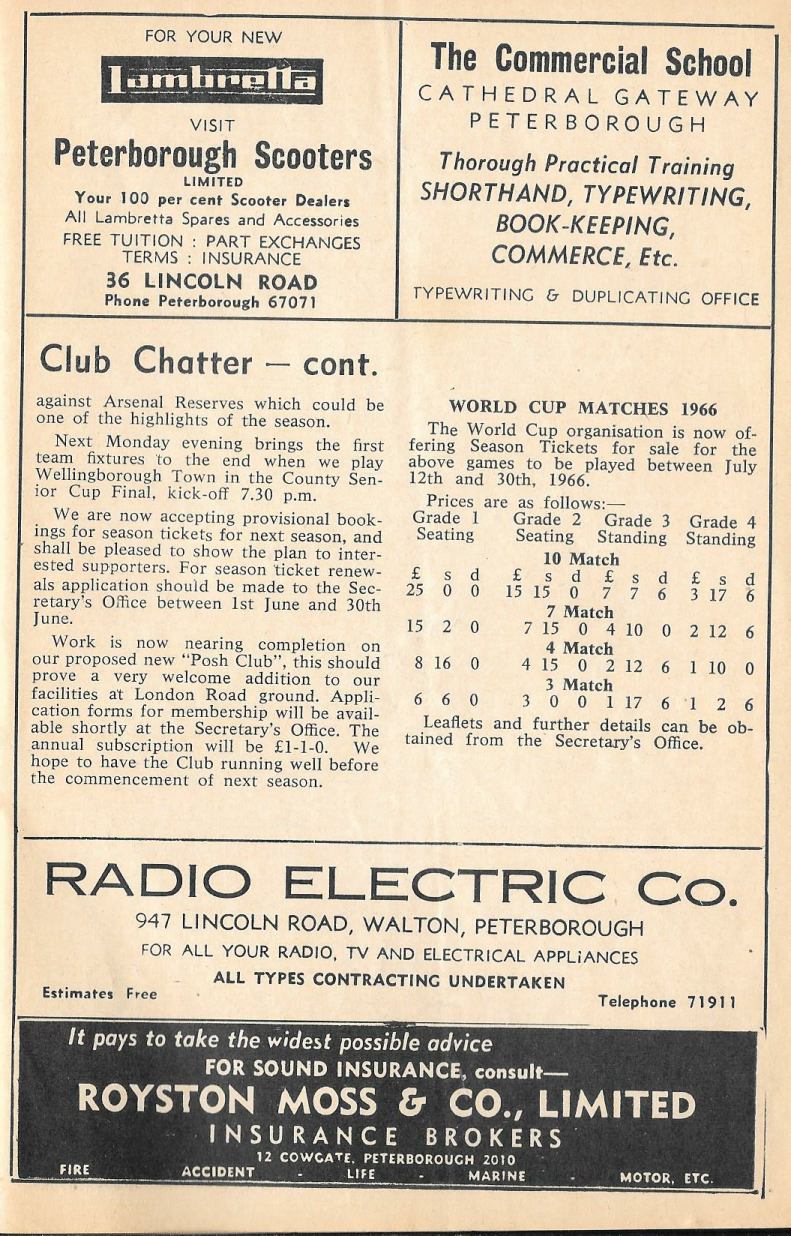 FOR YOUR NEW
Lambretta
VISIT
Peterborough Scooters
LIMITED
Your 100 per cent Scooter Dealers
All Lambretta Spares and Accessories
FREE TUITION : PART EXCHANGES
TERMS : INSURANCE
36 LINCOLN ROAD
Phone Peterborough 67071
The Commercial School
CATHEDRAL GATEWAY
PETERBOROUGH
Thorough Practical Training
SHORTHAND, TYPEWRITING,
BOOK-KEEPING,
COMMERCE, Etc.
TYPEWRITING & DUPLICATING OFFICE
Club Chatter — cont.
against Arsenal Reserves which could be
one of the highlights of the season.
Next Monday evening brings the first
team fixtures to the end when we play
Wellingborough Town in the County Sen-
ior Cup Final, kick-off 7.30 p.m.
We are now accepting provisional book-
ings for season tickets for next season, and
shall be pleased to show the plan to inter-
ested supporters. For season ticket renew-
als application should be made to the Sec-
retary's Office between 1st June and 30th
June.
Work is now nearing completion on
our proposed new "Posh Club", this should
prove a very welcome addition to our
facilities at London Road ground. Appli-
cation forms for membership will be avail-
able shortly at the Secretary's Office. The
annual subscription will be £1-1-0. We
hope to have the Club running well before
the commencement of next season.
WORLD CUP MATCHES 1966
The World Cup organisation is now of-
fering Season Tickets for sale for the
above games to be played between July
12th and 30th, 1966.
Prices are as follows:—
Grade 1 Grade 2 Grade 3 Grade 4
Seating Seating Standing Standing
10 Match
£ s d £ s d £ s d £ s d
25 0 0 15 15 0 7 7 6 3 17 6
7 Match
15 2 0 7 15 0 4 10 0 2 12 6
4 Match
8 16 0 4 15 0 2 12 6 1 10 0
3 Match
6 6 0 3 0 0 1 17 6 1 2 6
Leaflets and further details can be ob-
tained from the Secretary's Office.
RADIO ELECTRIC Co.
947 LINCOLN ROAD, WALTON, PETERBOROUGH
FOR ALL YOUR RADIO, TV AND ELECTRICAL APPLiANCES
ALL TYPES CONTRACTING UNDERTAKEN
Estimates Free
Telephone 71911
It pays to take the widest possible advice
FOR SOUND INSURANCE, consult—
ROYSTON MOSS & CO., LIMITED
INSURANCE BROKERS
12 COWGATE, PETERBOROUGH 2010
FIRE ACCIDENT - LIFE - MARINE - MOTOR, ETC.